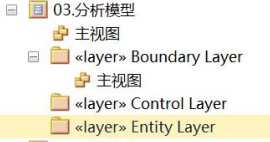 03.分析模型
主视图
«layer» Boundary Layer
主视图
«layer» Control Layer
«layer» Entity Layer